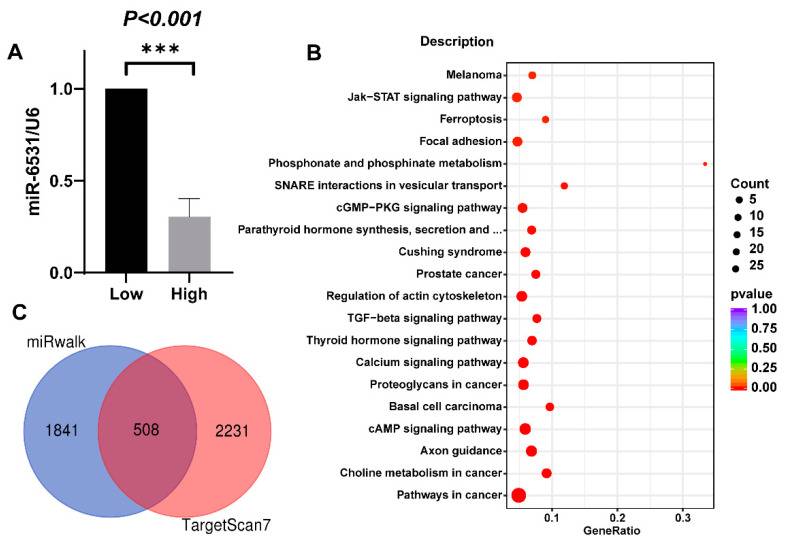 P<0.001
A
***
miR-6531/U6
1.0
0.5
0.0
Low
High
B
Description
Melanoma
Jak−STAT signaling pathway
Ferroptosis
Focal adhesion
Phosphonate and phosphinate metabolism
SNARE interactions in vesicular transport
cGMP−PKG signaling pathway
Parathyroid hormone synthesis, secretion and ...
Cushing syndrome
Prostate cancer
Regulation of actin cytoskeleton
TGF-beta signaling pathway
Thyroid hormone signaling pathway
Calcium signaling pathway
Proteoglycans in cancer
Basal cell carcinoma
cAMP signaling pathway
Axon guidance
Choline metabolism in cancer
Pathways in cancer
0.1
0.2
0.3
GeneRatio
Count
5
10
15
20
25
pvalue
1.00
0.75
0.50
0.25
0.00
C
miRwalk
1841
508
2231
TargetScan7